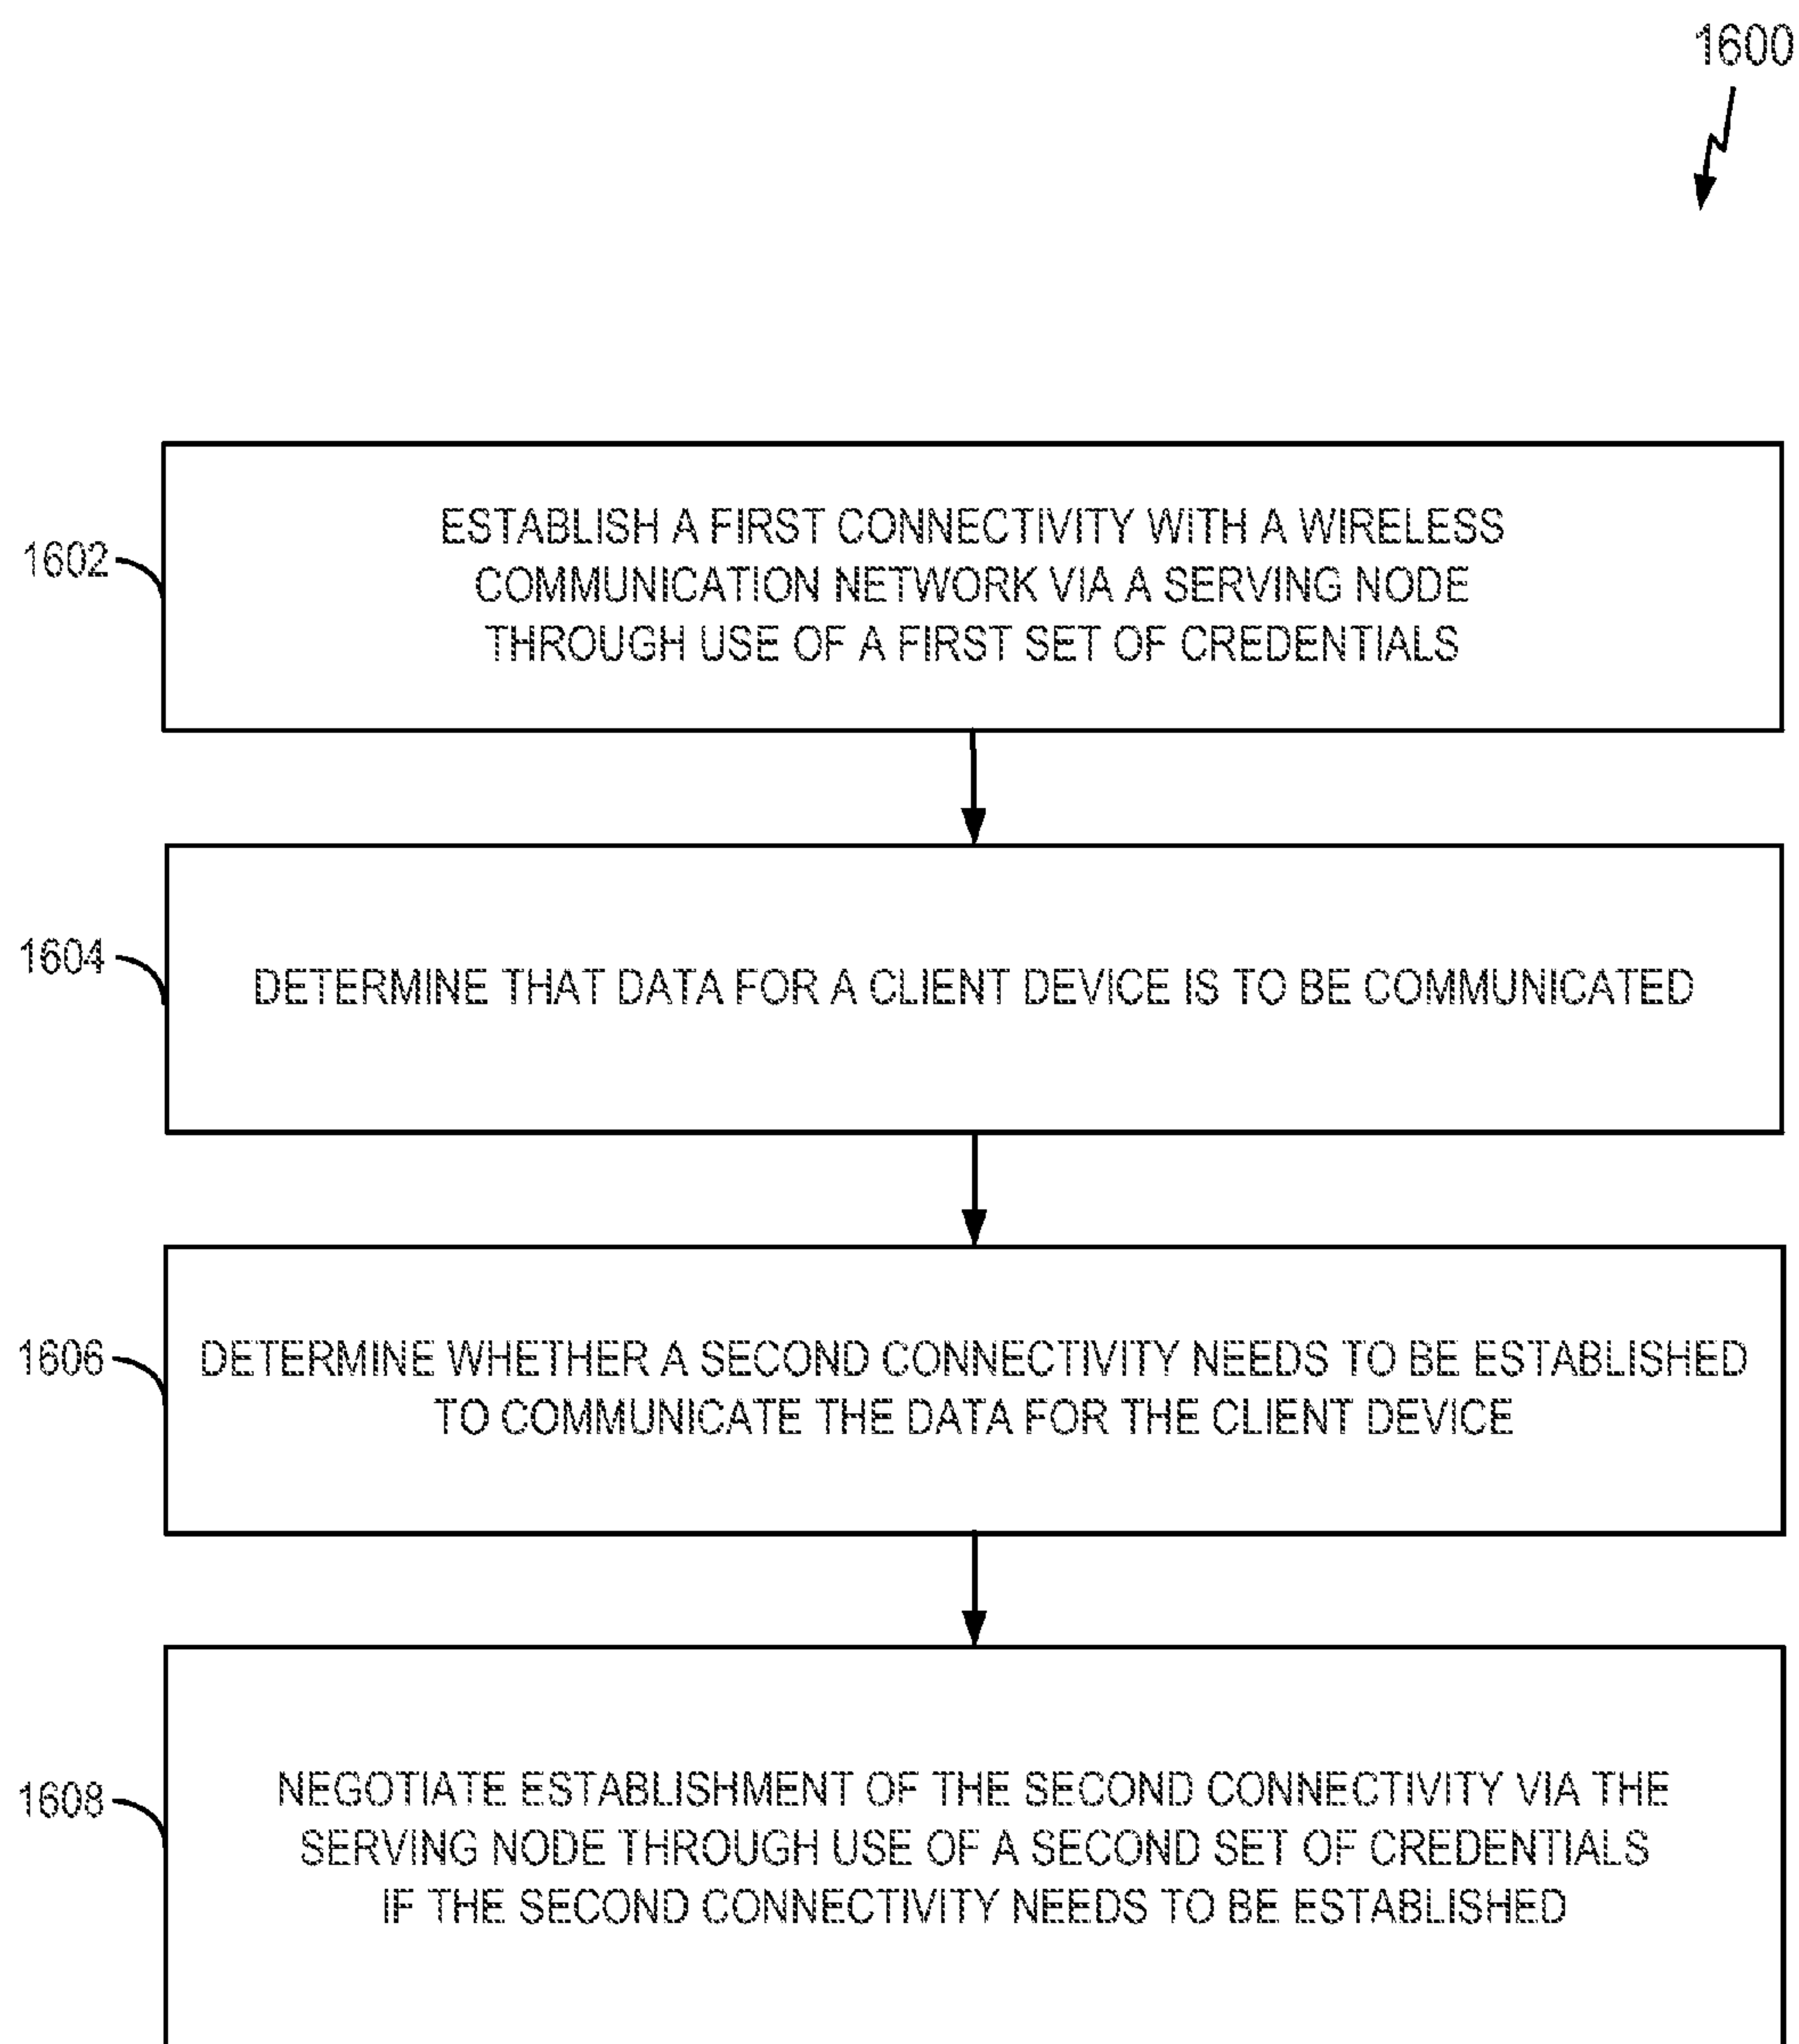 1600
1602
ESTABLISH A FIRST CONNECTIVITY WITH A WIRELESS
COMMUNICATION NETWORK VIA A SERVING NODE
THROUGH USE OF A FIRST SET OF CREDENTIALS
1604
DETERMINE THAT DATA FOR A CLIENT DEVICE IS TO BE COMMUNICATED
1606
DETERMINE WHETHER A SECOND CONNECTIVITY NEEDS TO BE ESTABLISHED
TO COMMUNICATE THE DATA FOR THE CLIENT DEVICE
1608
NEGOTIATE ESTABLISHMENT OF THE SECOND CONNECTIVITY VIA THE
SERVING NODE THROUGH USE OF A SECOND SET OF CREDENTIALS
IF THE SECOND CONNECTIVITY NEEDS TO BE ESTABLISHED